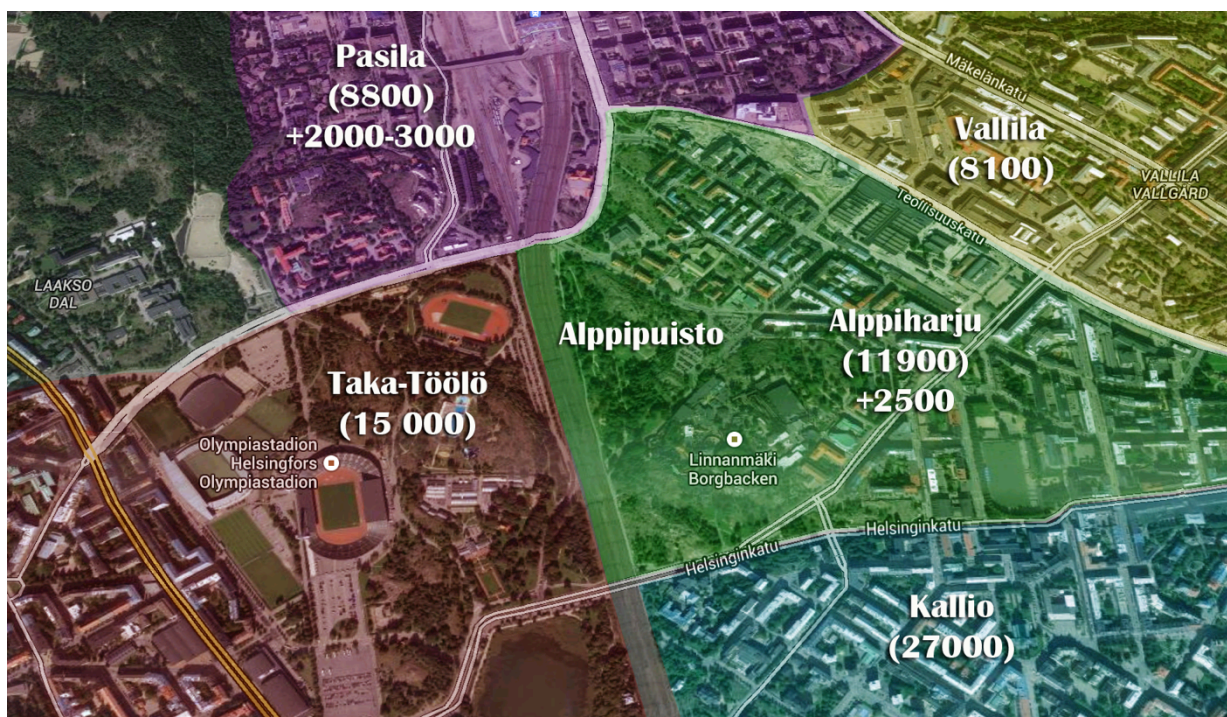 Pasila
(8800)
+2000-3000
Mäkelänkatu
Vallila
(8100)
VALLILA
VALLGÅRD
Teollisuuskatu
LAAKSO
DAL
Alppipuisto
Alppiharju
(11900)
+2500
Taka-Töölö
(15 000)
Olympiastadion
Helsingfors
Olympiastadion
Linnanmäki
Borgbacken
Helsinginkatu
Helsinginkatu
Kallio
(27000)